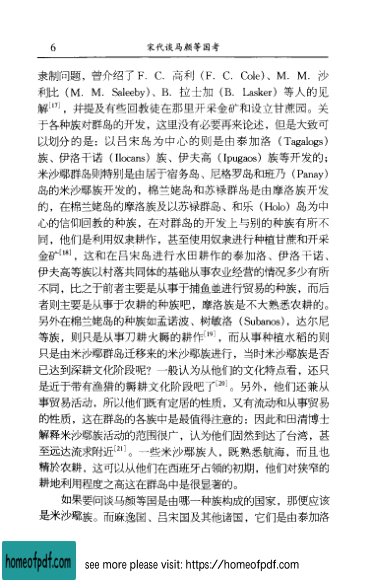 6 宋代谈马颜等国考
隶制问题，曾介绍了 F．C．高利（F．C．Cole）、M．M．沙
利比（M．M．Saleeby）、B．拉士加（B．Lasker）等人的见
解[17]，并提及有些回教徒在那里开采金矿和设立甘蔗园。关
于各种族对群岛的开发，这里没有必要再来论述，但是大致可
以划分的是：以吕宋岛为中心的则是由泰加洛（Tagalogs）
族、伊洛干诺（Ilocans）族、伊夫高（Ipugaos）族等开发的；
米沙鄢群岛则特别是由居于宿务岛、尼格罗岛和班乃（Panay）
岛的米沙鄢族开发的，棉兰姥岛和苏禄群岛是由摩洛族开发
的，在棉兰姥岛的摩洛族及以苏禄群岛、和乐（Holo）岛为中
心的信仰回教的种族，在对群岛的开发上与别的种族有所不
同，他们是利用奴隶耕作，甚至使用奴隶进行种植甘蔗和开采
金矿[18]，这和在吕宋岛进行水田耕作的泰加洛、伊洛干诺、
伊夫高等族以村落共同体的基础从事农业经营的情况多少有所
不同，比之于前者主要是从事于捕鱼并进行贸易的种族，而后
者则主要是从事于农耕的种族吧，摩洛族是不大熟悉农耕的。
另外在棉兰姥岛的种族如孟诺波、树敏洛（Subanos），达尔尼
等族，则只是从事刀耕火耨的耕作[19]，而从事种植水稻的则
只是由米沙鄢群岛迁移来的米沙鄢族进行，当时米沙鄢族是否
已达到深耕文化阶段呢？一般认为从他们的文化特点看，还只
是近于带有渔猎的耨耕文化阶段吧了[20]。另外，他们还兼从
事贸易活动，所以他们既有定居的性质，又有流动和从事贸易
的性质，这在群岛的各族中是最值得注意的；因此和田清博士
解释米沙鄢族活动的范围很广，认为他们固然到达了台湾，甚
至远达流求附近[21]。一些米沙鄢族人，既熟悉航海，而且也
精於农耕，这可以从他们在西班牙占领的初期，他们对狭窄的
耕地利用程度之高这在群岛中是很显著的。
如果要问谈马颜等国是由哪一种族构成的国家，那便应该
是米沙鄢族。而麻逸国、吕宋国及其他诸国，它们是由泰加洛
homeofpdf.com
see more please visit: https://homeofpdf.com